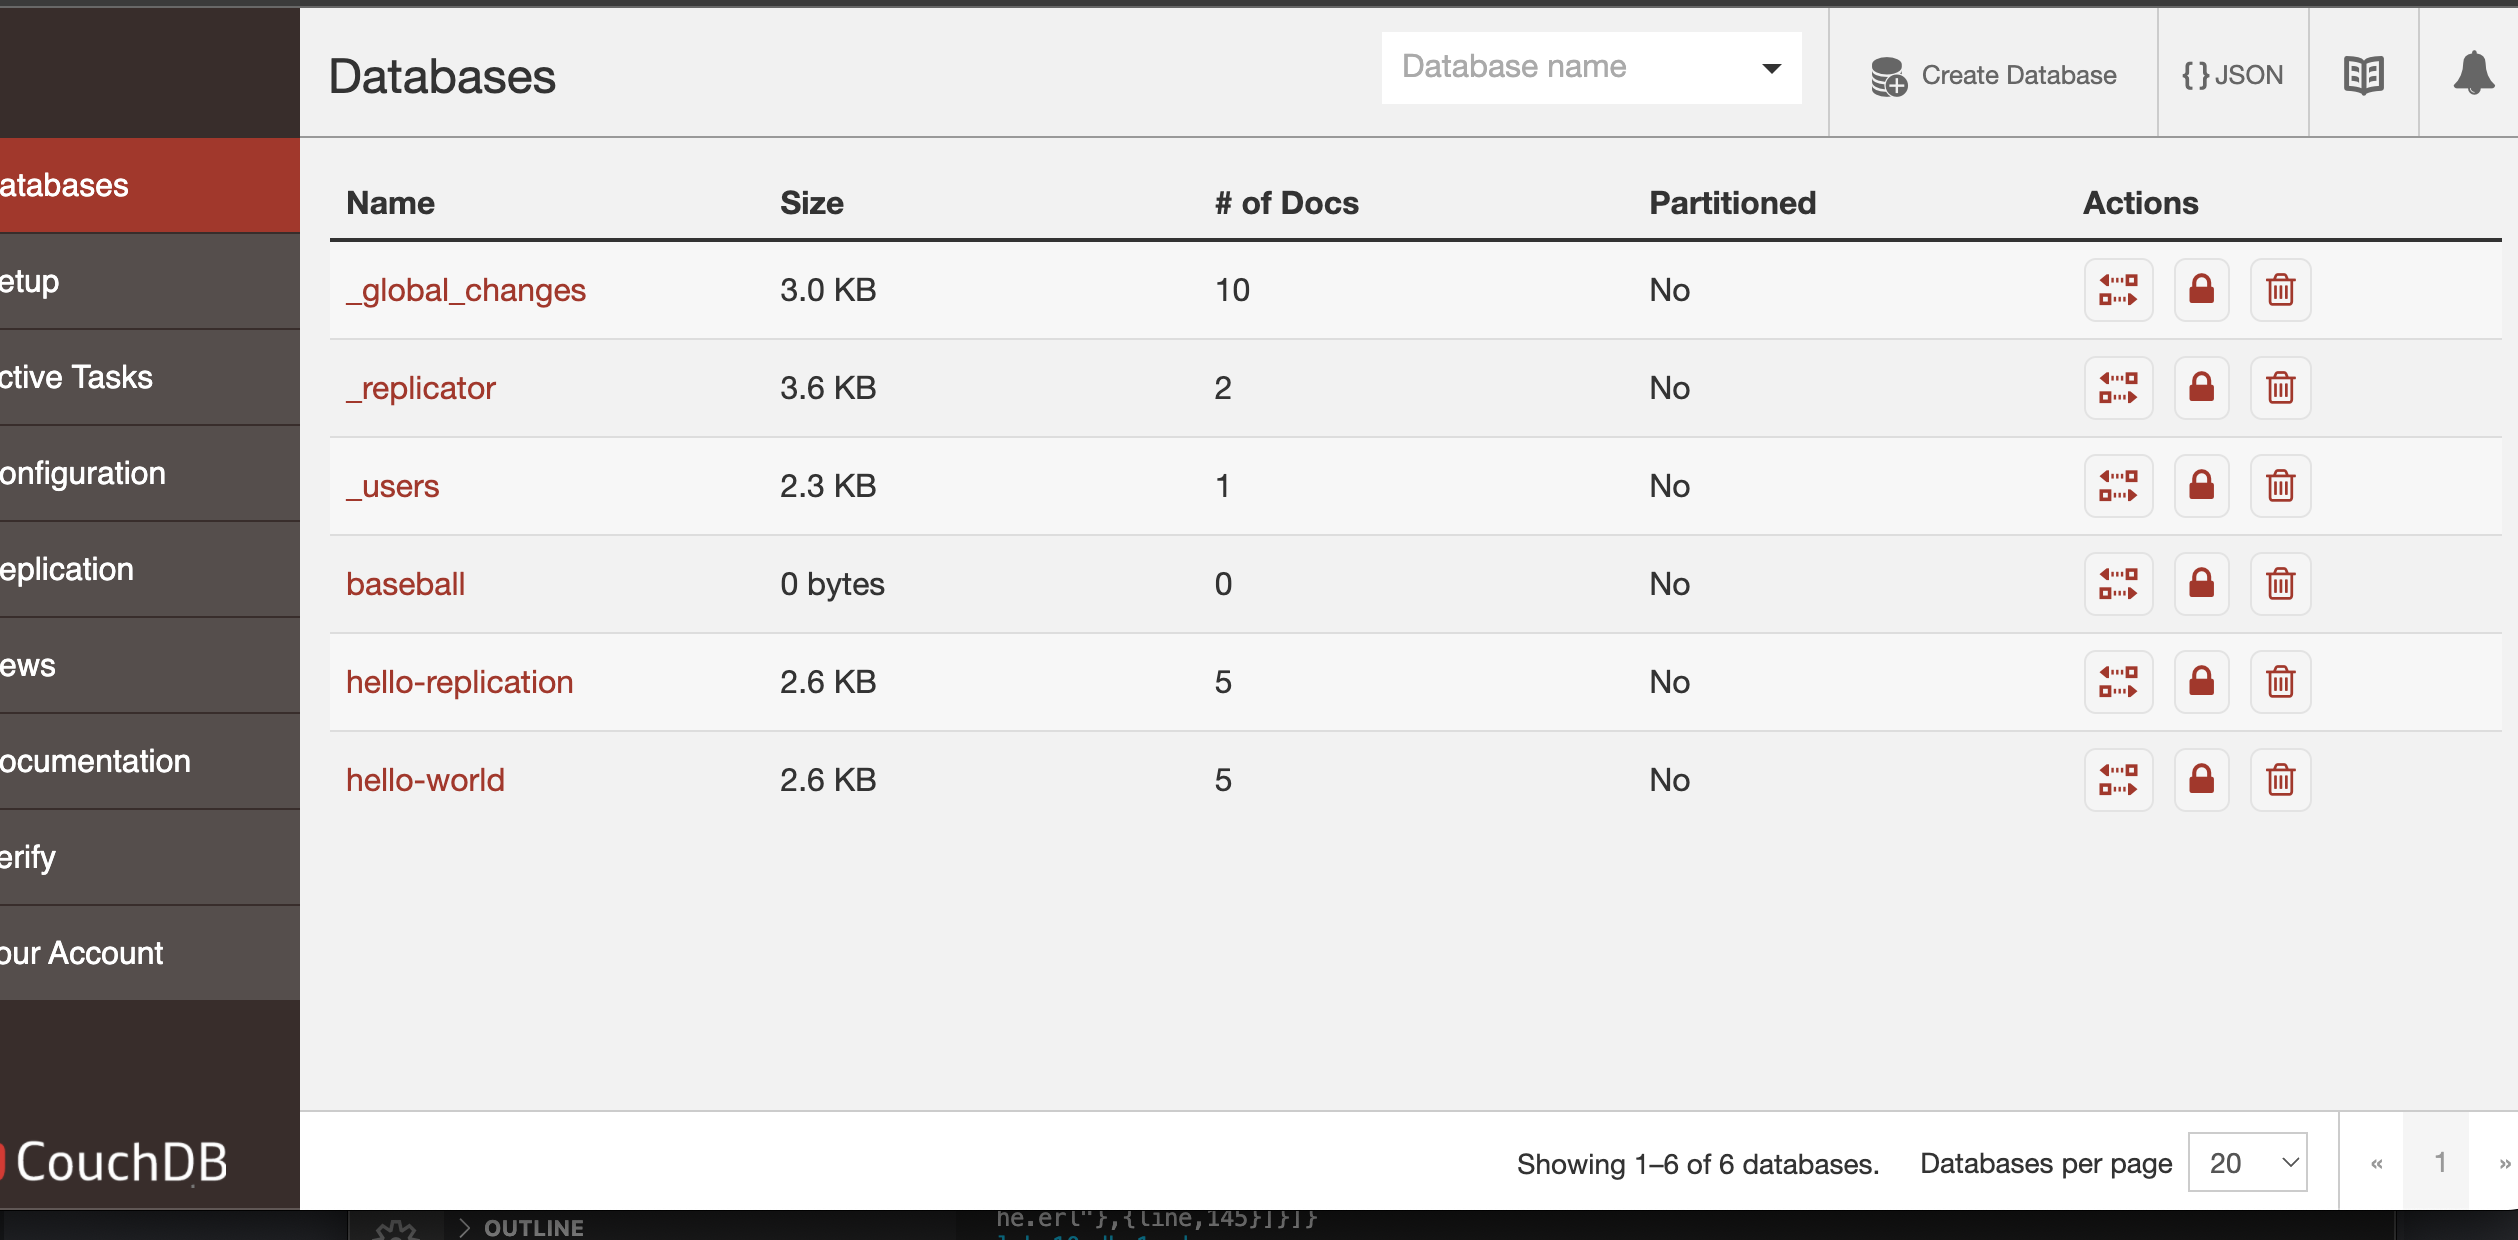 Databases
Database name
Create Database
{ } JSON
atabases
etup
ctive Tasks
onfiguration
eplication
ews
ocumentation
erify
our Account
CouchDB
Name Size # of Docs Partitioned Actions
_global_changes 3.0 KB 10 No
_replicator 3.6 KB 2 No
_users 2.3 KB 1 No
baseball 0 bytes 0 No
hello-replication 2.6 KB 5 No
hello-world 2.6 KB 5 No
Showing 1–6 of 6 databases. Databases per page 20 « 1 »
OUTLINE
he.erl"},{line,145}]}]}